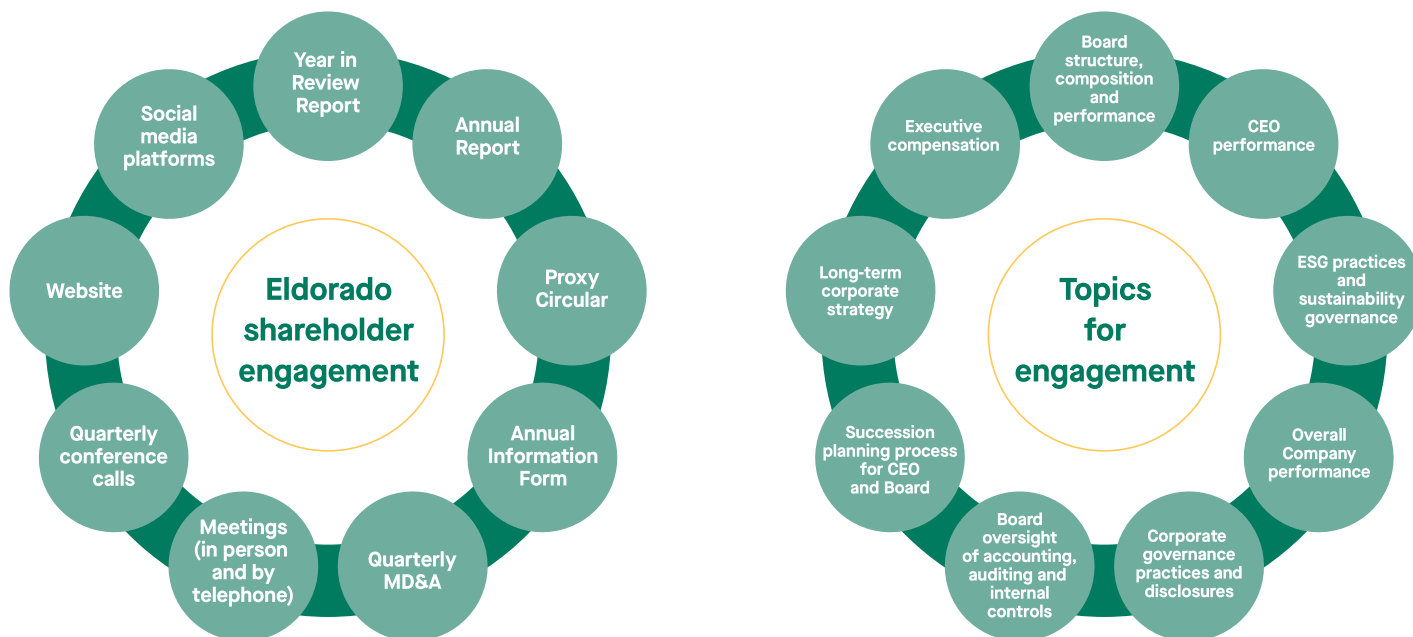 Eldorado
shareholder
engagement
Year in
Review
Report
Annual
Report
Proxy
Circular
Annual
Information
Form
Quarterly
MD&A
Meetings
(in person
and by
telephone)
Quarterly
conference
calls
Website
Social
media
platforms
Topics
for
engagement
Board
structure,
composition
and
performance
CEO
performance
ESG practices
and
sustainability
governance
Overall
Company
performance
Corporate
governance
practices and
disclosures
Board
oversight
of accounting,
auditing and
internal
controls
Succession
planning process
for CEO
and Board
Long-term
corporate
strategy
Executive
compensation